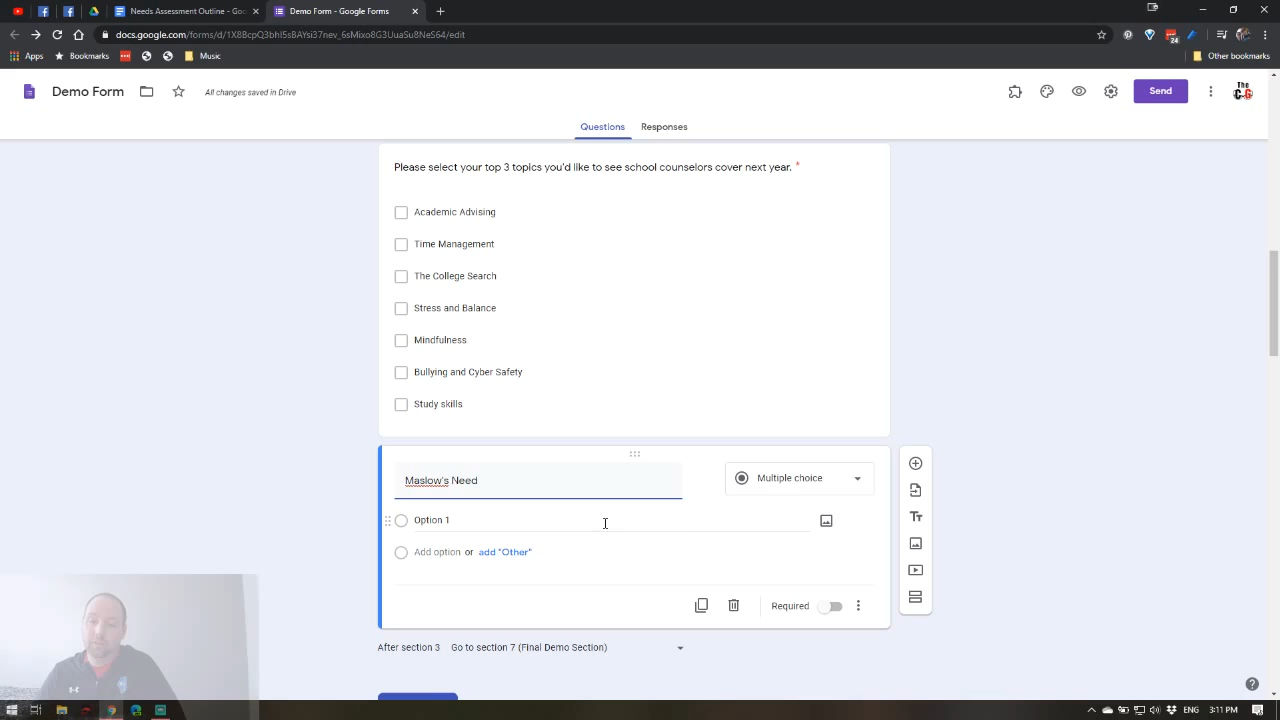 Needs Assessment Outline - Goo
Demo Form - Google Forms
docs.google.com/forms/d/1X8BcpQ3bhI5sBAYsi37nev_6sMixo8G3UuaSu8NeS64/edit
24
Apps
Bookmarks
Music
Other bookmarks
Demo Form
All changes saved in Drive
Send
The
C.G
Questions
Responses
Please select your top 3 topics you'd like to see school counselors cover next year. *
Academic Advising
Time Management
The College Search
Stress and Balance
Mindfulness
Bullying and Cyber Safety
Study skills
Maslow's Need
Multiple choice
Option 1
Add option or add "Other"
Required
After section 3 Go to section 7 (Final Demo Section)
ENG
3:11 PM